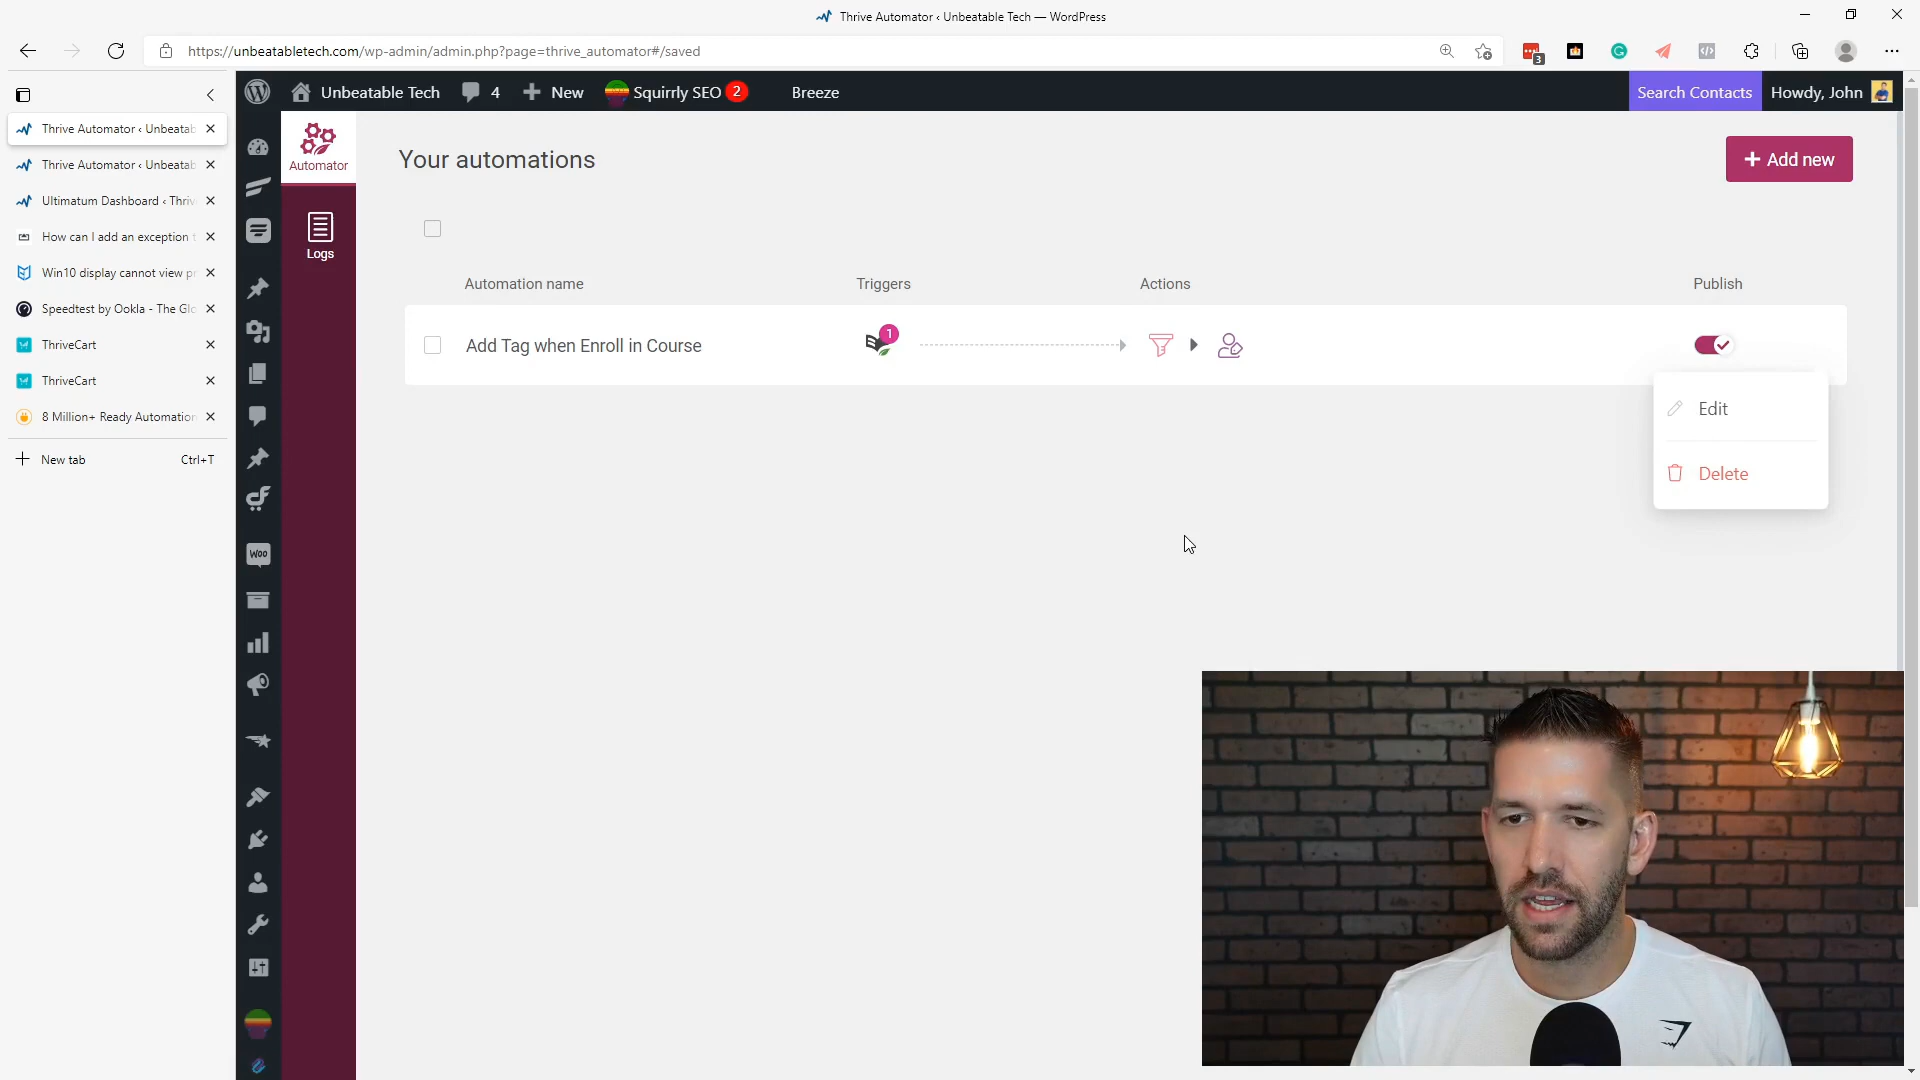 Thrive Automator ‹ Unbeatable Tech — WordPress
https://unbeatabletech.com/wp-admin/admin.php?page=thrive_automator#/saved
3
Unbeatable Tech
4
New
Squirrly SEO 2
Breeze
Search Contacts
Howdy, John
Thrive Automator ‹ Unbeatab
Thrive Automator ‹ Unbeatab
Ultimatum Dashboard ‹ Thriv
How can I add an exception t
Win10 display cannot view pr
Speedtest by Ookla - The Glo
ThriveCart
ThriveCart
8 Million+ Ready Automation
New tab Ctrl+T
Woo
Automator
Logs
Your automations
+ Add new
Automation name Triggers Actions Publish
Add Tag when Enroll in Course 1
Edit
Delete